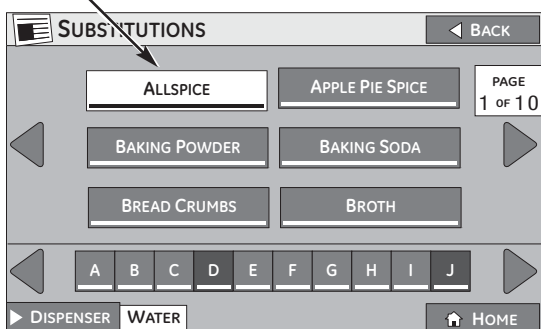 SUBSTITUTIONS
BACK
ALLSPICE
APPLE PIE SPICE
PAGE
1 OF 10
BAKING POWDER
BAKING SODA
BREAD CRUMBS
BROTH
A B C D E F G H I J
DISPENSER WATER
HOME